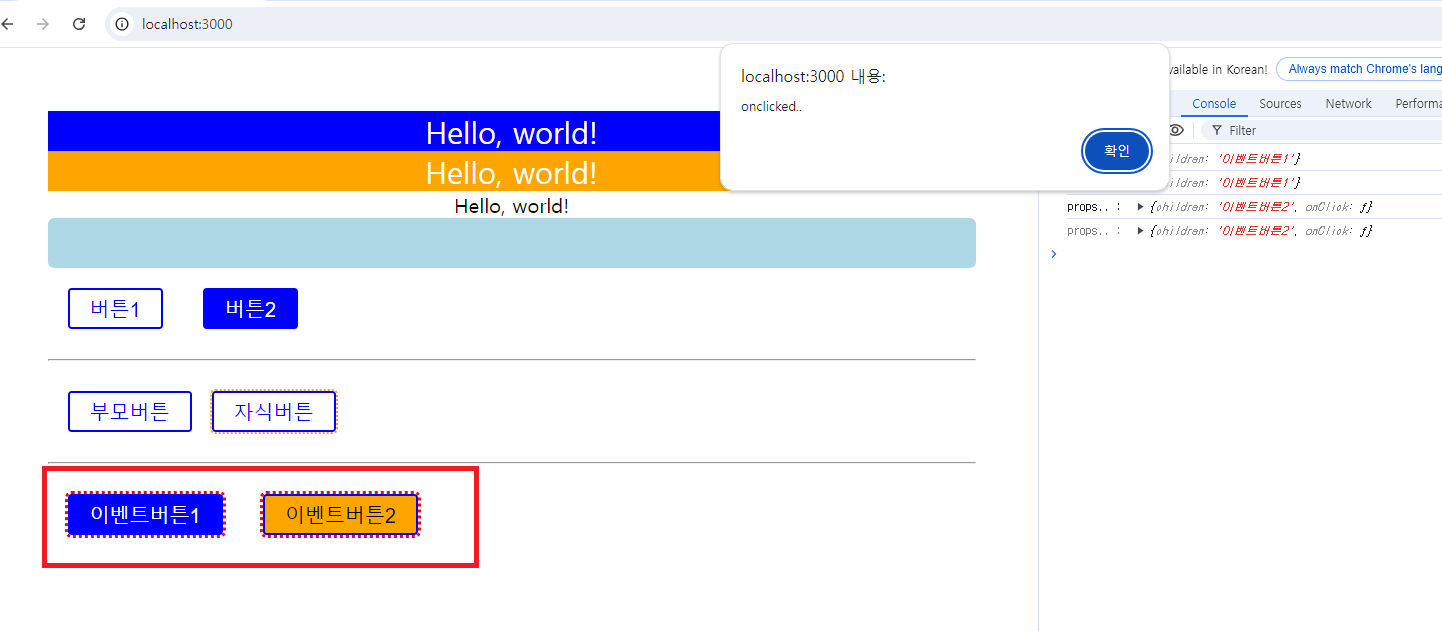 localhost:3000
localhost:3000 내용:
onclicked..
확인
vailable in Korean!
Always match Chrome's lang
Console Sources Network Performa
Filter
ildren: '이벤트버튼1'}
ildren: '이벤트버튼1'}
props.. : ▶ {children: '이벤트버튼2', onClick: ƒ}
props.. : ▶ {children: '이벤트버튼2', onClick: ƒ}
Hello, world!
Hello, world!
Hello, world!
버튼1 버튼2
부모버튼 자식버튼
이벤트버튼1 이벤트버튼2